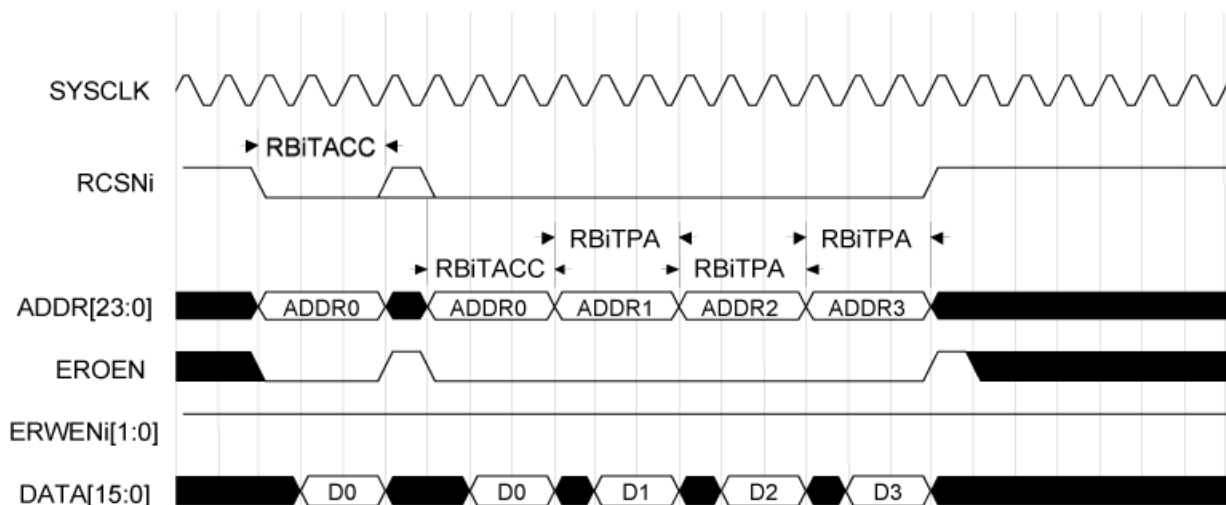 SYSCLK
RBiTACC
RCSNi
RBiTPA RBiTPA
RBiTACC RBiTPA
ADDR[23:0] ADDR0 ADDR0 ADDR1 ADDR2 ADDR3
EROEN
ERWENi[1:0]
DATA[15:0] D0 D0 D1 D2 D3